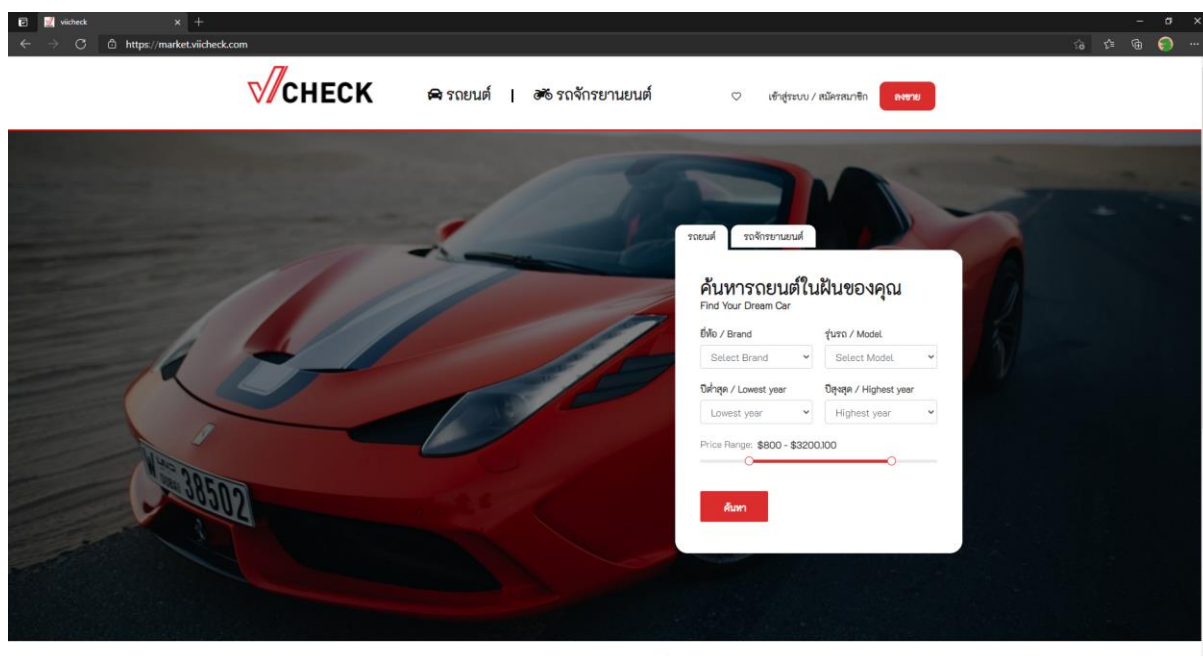 viicheck
https://market.viicheck.com
VCHECK
รถยนต์ | รถจักรยานยนต์
เข้าสู่ระบบ / สมัครสมาชิก
ลงขาย
รถยนต์ รถจักรยานยนต์
ค้นหารถยนต์ในฝันของคุณ
Find Your Dream Car
ยี่ห้อ / Brand รุ่นรถ / Model
Select Brand Select Model
ปีต่ำสุด / Lowest year ปีสูงสุด / Highest year
Lowest year Highest year
Price Range: $800 - $3200.100
ค้นหา
38502
DUBAI